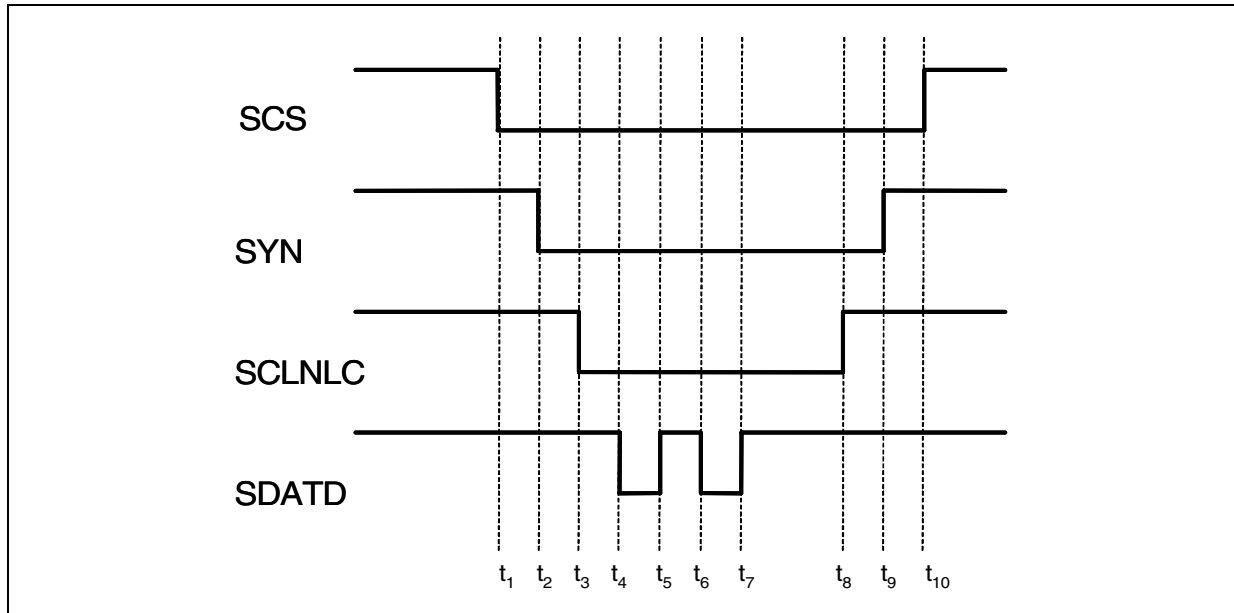 SCS
SYN
SCLNLC
SDATD
t1 t2 t3 t4 t5 t6 t7 t8 t9 t10